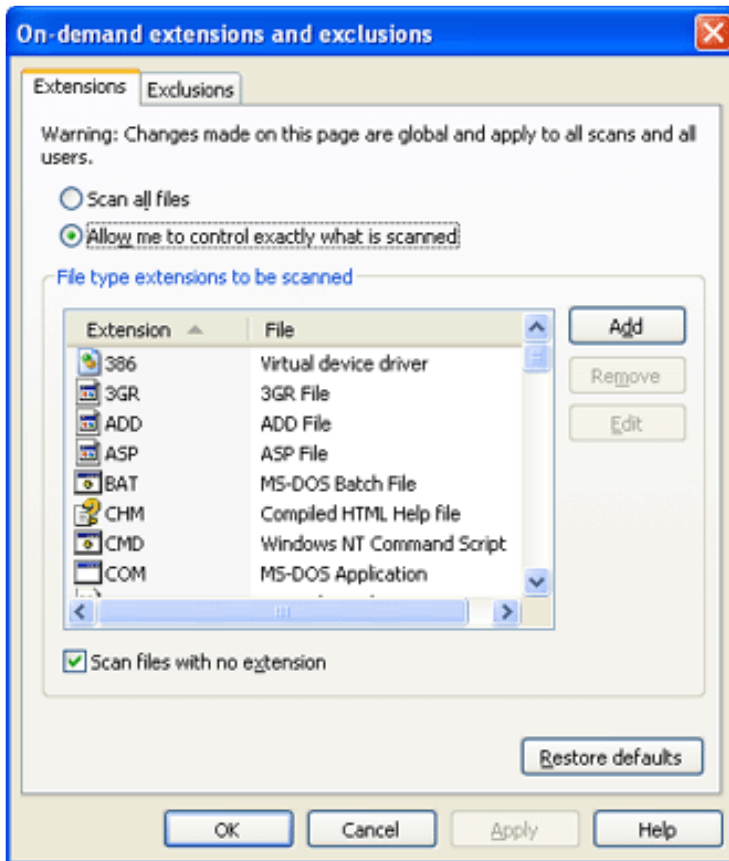 On-demand extensions and exclusions
Extensions Exclusions
Warning: Changes made on this page are global and apply to all scans and all
users.
Scan all files
Allow me to control exactly what is scanned
File type extensions to be scanned
Extension File
386 Virtual device driver
3GR 3GR File
ADD ADD File
ASP ASP File
BAT MS-DOS Batch File
CHM Compiled HTML Help file
CMD Windows NT Command Script
COM MS-DOS Application
Add
Remove
Edit
Scan files with no extension
Restore defaults
OK Cancel Apply Help